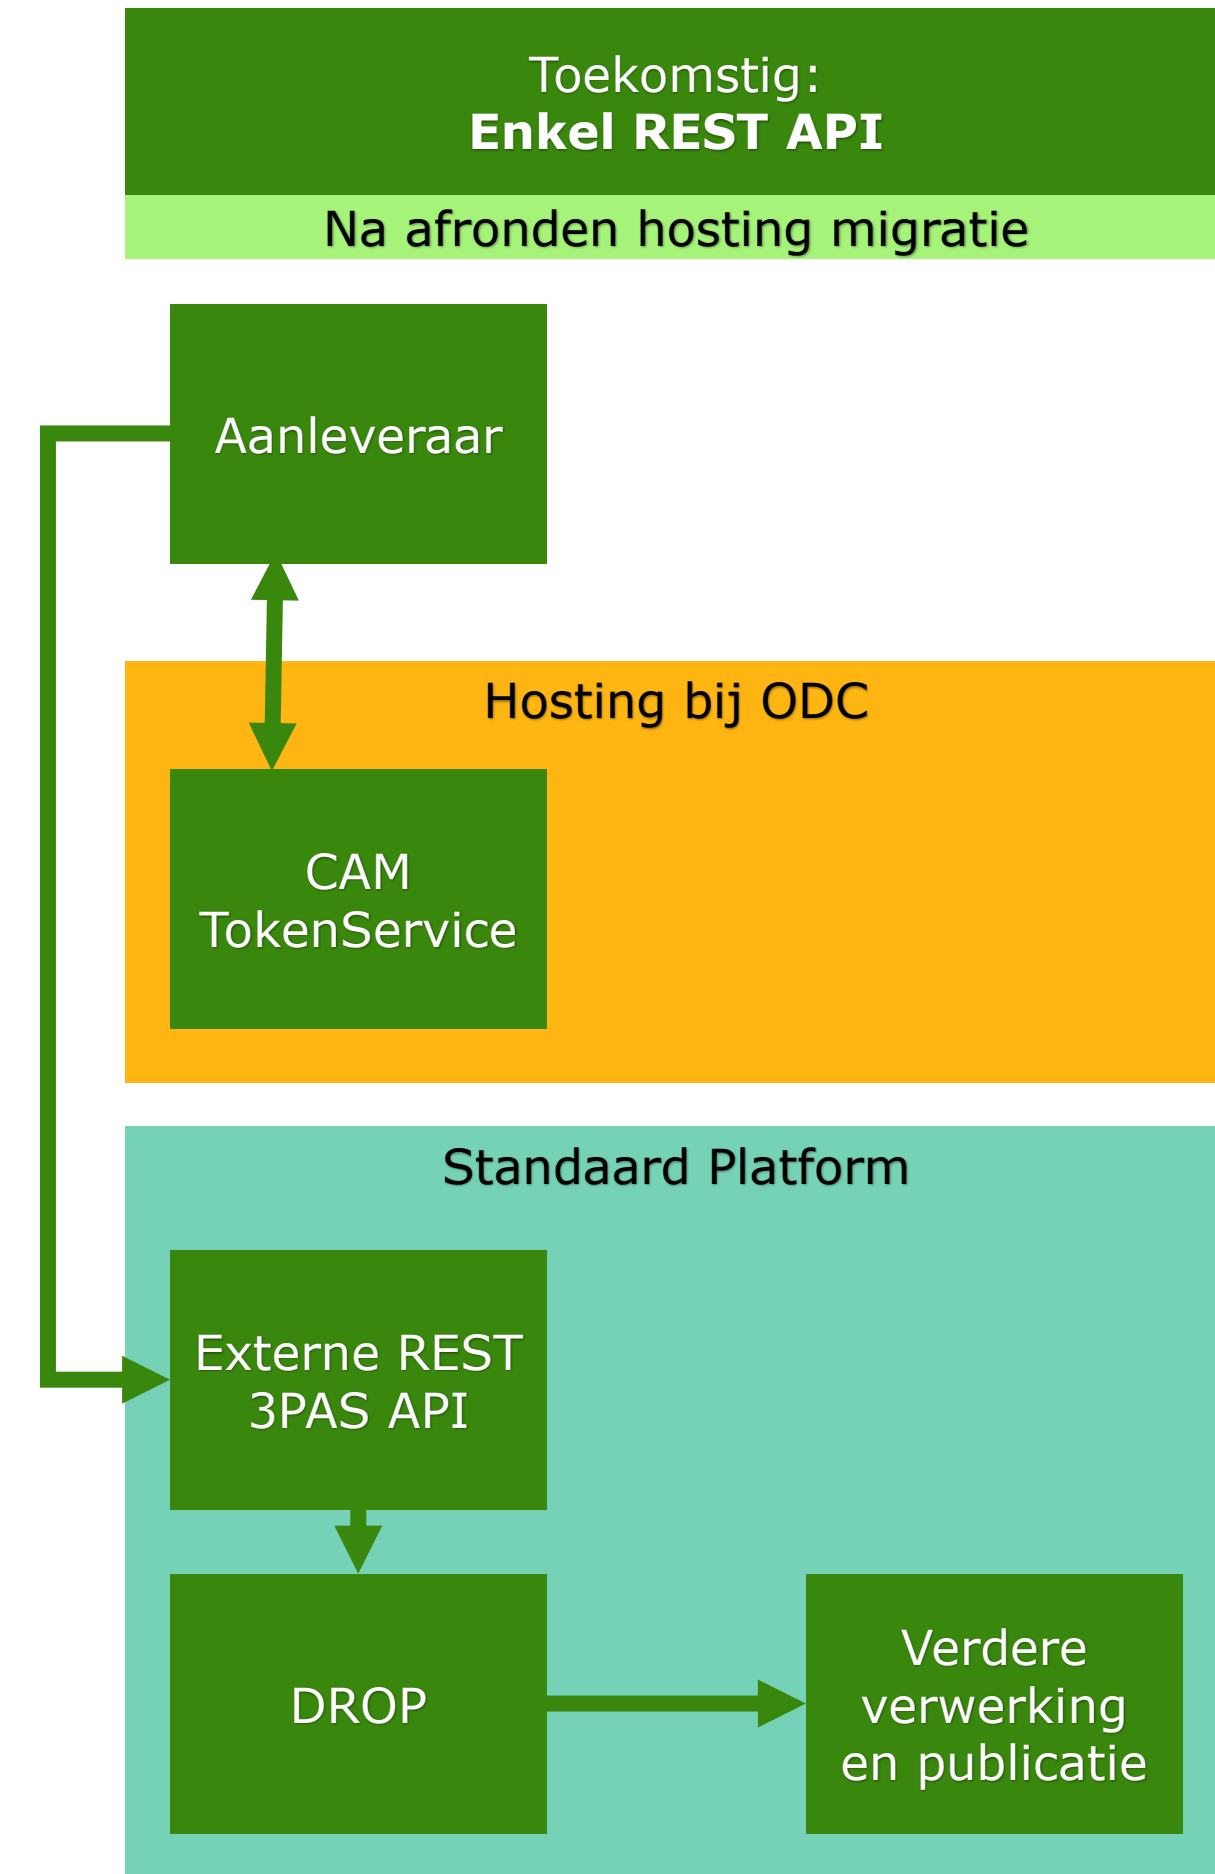 Toekomstig:
Enkel REST API
Na afronden hosting migratie
Aanleveraar
Hosting bij ODC
CAM
TokenService
Standaard Platform
Externe REST
3PAS API
DROP
Verdere
verwerking
en publicatie